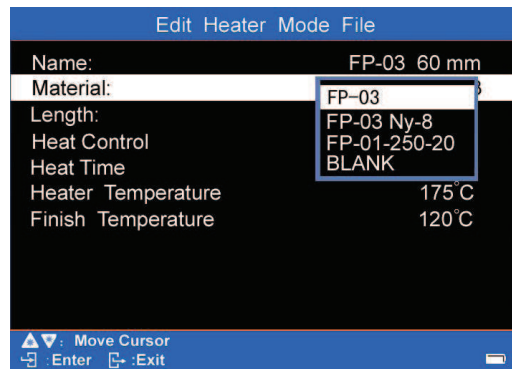 Edit Heater Mode File
Name: FP-03 60 mm
Material:
FP-03
Length:
FP-03 Ny-8
Heat Control FP-01-250-20
Heat Time BLANK
Heater Temperature 175°C
Finish Temperature 120°C
: Move Cursor
:Enter :Exit